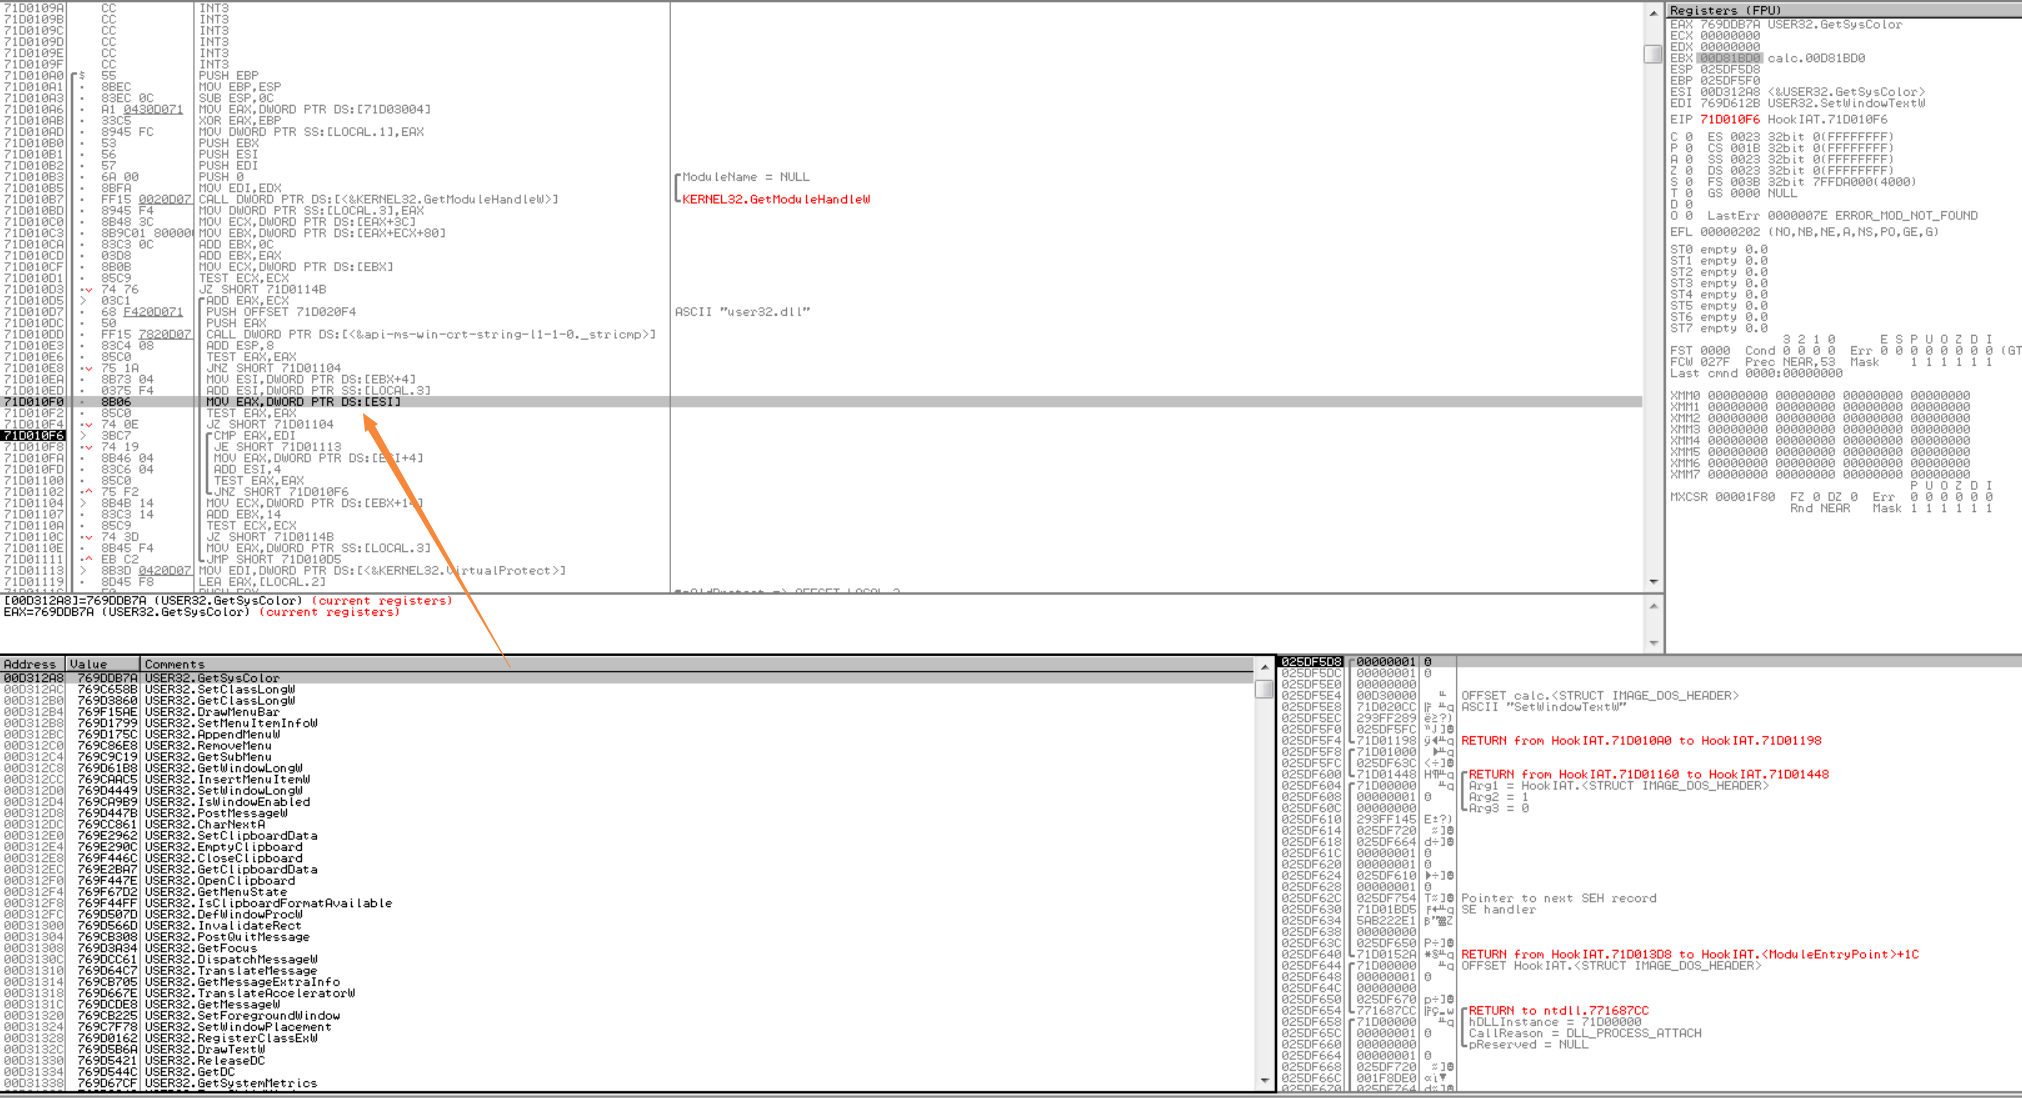 71D0109A CC INT3
71D0109B CC INT3
71D0109C CC INT3
71D0109D CC INT3
71D0109E CC INT3
71D0109F CC INT3
71D010A0 55 PUSH EBP
71D010A1 8BEC MOV EBP,ESP
71D010A3 83EC 0C SUB ESP,0C
71D010A6 A1 0430D071 MOV EAX,DWORD PTR DS:[71D03004]
71D010AB 33C5 XOR EAX,EBP
71D010AD 8945 FC MOV DWORD PTR SS:[LOCAL.1],EAX
71D010B0 53 PUSH EBX
71D010B1 56 PUSH ESI
71D010B2 57 PUSH EDI
71D010B3 6A 00 PUSH 0 ModuleName = NULL
71D010B5 8BFA MOV EDI,EDX
71D010B7 FF15 0020D07 CALL DWORD PTR DS:[<&KERNEL32.GetModuleHandleW>] KERNEL32.GetModuleHandleW
71D010BD 8945 F4 MOV DWORD PTR SS:[LOCAL.3],EAX
71D010C0 8B48 3C MOV ECX,DWORD PTR DS:[EAX+3C]
71D010C3 8B9C01 80000 MOV EBX,DWORD PTR DS:[EAX+ECX+80]
71D010CA 83C3 0C ADD EBX,0C
71D010CD 03D8 ADD EBX,EAX
71D010CF 8B0B MOV ECX,DWORD PTR DS:[EBX]
71D010D1 85C9 TEST ECX,ECX
71D010D3 74 76 JZ SHORT 71D0114B
71D010D5 03C1 ADD EAX,ECX
71D010D7 68 F420D071 PUSH OFFSET 71D020F4 ASCII "user32.dll"
71D010DC 50 PUSH EAX
71D010DD FF15 7820D07 CALL DWORD PTR DS:[<&api-ms-win-crt-string-l1-1-0._stricmp>]
71D010E3 83C4 08 ADD ESP,8
71D010E6 85C0 TEST EAX,EAX
71D010E8 75 1A JNZ SHORT 71D01104
71D010EA 8B73 04 MOV ESI,DWORD PTR DS:[EBX+4]
71D010ED 0375 F4 ADD ESI,DWORD PTR SS:[LOCAL.3]
71D010F0 8B06 MOV EAX,DWORD PTR DS:[ESI]
71D010F2 85C0 TEST EAX,EAX
71D010F4 74 0E JZ SHORT 71D01104
71D010F6 3BC7 CMP EAX,EDI
71D010F8 74 19 JE SHORT 71D01113
71D010FA 8B46 04 MOV EAX,DWORD PTR DS:[ESI+4]
71D010FD 83C6 04 ADD ESI,4
71D01100 85C0 TEST EAX,EAX
71D01102 75 F2 JNZ SHORT 71D010F6
71D01104 8B4B 14 MOV ECX,DWORD PTR DS:[EBX+14]
71D01107 83C3 14 ADD EBX,14
71D0110A 85C9 TEST ECX,ECX
71D0110C 74 3D JZ SHORT 71D0114B
71D0110E 8B45 F4 MOV EAX,DWORD PTR SS:[LOCAL.3]
71D01111 EB C2 JMP SHORT 71D010D5
71D01113 8B3D 0420D07 MOV EDI,DWORD PTR DS:[<&KERNEL32.VirtualProtect>]
71D01119 8D45 F8 LEA EAX,[LOCAL.2]
[00D312A8]=769DDB7A (USER32.GetSysColor) (current registers)
EAX=769DDB7A (USER32.GetSysColor) (current registers)
Registers (FPU)
EAX 769DDB7A USER32.GetSysColor
ECX 00000000
EDX 00000000
EBX 00D81BD0 calc.00D81BD0
ESP 025DF5D8
EBP 025DF5F0
ESI 00D312A8 <&USER32.GetSysColor>
EDI 769D612B USER32.SetWindowTextW
EIP 71D010F6 HookIAT.71D010F6
C 0 ES 0023 32bit 0(FFFFFFFF)
P 0 CS 001B 32bit 0(FFFFFFFF)
A 0 SS 0023 32bit 0(FFFFFFFF)
Z 0 DS 0023 32bit 0(FFFFFFFF)
S 0 FS 003B 32bit 7FFDA000(4000)
T 0 GS 0000 NULL
D 0
O 0 LastErr 0000007E ERROR_MOD_NOT_FOUND
EFL 00000202 (NO,NB,NE,A,NS,PO,GE,G)
ST0 empty 0.0
ST1 empty 0.0
ST2 empty 0.0
ST3 empty 0.0
ST4 empty 0.0
ST5 empty 0.0
ST6 empty 0.0
ST7 empty 0.0
3 2 1 0 E S P U O Z D I
FST 0000 Cond 0 0 0 0 Err 0 0 0 0 0 0 0 0 (GT
FCW 027F Prec NEAR,53 Mask 1 1 1 1 1 1
Last cmnd 0000:00000000
XMM0 00000000 00000000 00000000 00000000
XMM1 00000000 00000000 00000000 00000000
XMM2 00000000 00000000 00000000 00000000
XMM3 00000000 00000000 00000000 00000000
XMM4 00000000 00000000 00000000 00000000
XMM5 00000000 00000000 00000000 00000000
XMM6 00000000 00000000 00000000 00000000
XMM7 00000000 00000000 00000000 00000000
P U O Z D I
MXCSR 00001F80 FZ 0 DZ 0 Err 0 0 0 0 0 0
Rnd NEAR Mask 1 1 1 1 1 1
Address Value Comments
00D312A8 769DDB7A USER32.GetSysColor
00D312AC 769C658B USER32.SetClassLongW
00D312B0 769D3860 USER32.GetClassLongW
00D312B4 769F15AE USER32.DrawMenuBar
00D312B8 769D1799 USER32.SetMenuItemInfoW
00D312BC 769D175C USER32.AppendMenuW
00D312C0 769C86E8 USER32.RemoveMenu
00D312C4 769C9C19 USER32.GetSubMenu
00D312C8 769D61B8 USER32.GetWindowLongW
00D312CC 769CAAC5 USER32.InsertMenuItemW
00D312D0 769D4449 USER32.SetWindowLongW
00D312D4 769CA9B9 USER32.IsWindowEnabled
00D312D8 769D447B USER32.PostMessageW
00D312DC 769CC861 USER32.CharNextA
00D312E0 769E2962 USER32.SetClipboardData
00D312E4 769E290C USER32.EmptyClipboard
00D312E8 769F446C USER32.CloseClipboard
00D312EC 769E2BA7 USER32.GetClipboardData
00D312F0 769F447E USER32.OpenClipboard
00D312F4 769F67D2 USER32.GetMenuState
00D312F8 769F44FF USER32.IsClipboardFormatAvailable
00D312FC 769D507D USER32.DefWindowProcW
00D31300 769D566D USER32.InvalidateRect
00D31304 769CB308 USER32.PostQuitMessage
00D31308 769D3A34 USER32.GetFocus
00D3130C 769DCC61 USER32.DispatchMessageW
00D31310 769D64C7 USER32.TranslateMessage
00D31314 769CB705 USER32.GetMessageExtraInfo
00D31318 769D667E USER32.TranslateAcceleratorW
00D3131C 769DCDE8 USER32.GetMessageW
00D31320 769CB225 USER32.SetForegroundWindow
00D31324 769C7F78 USER32.SetWindowPlacement
00D31328 769D0162 USER32.RegisterClassExW
00D3132C 769D5B6A USER32.DrawTextW
00D31330 769D5421 USER32.ReleaseDC
00D31334 769D544C USER32.GetDC
00D31338 769D67CF USER32.GetSystemMetrics
025DF5D8 00000001
025DF5DC 00000001
025DF5E0 00000000
025DF5E4 00D30000 OFFSET calc.<STRUCT IMAGE_DOS_HEADER>
025DF5E8 71D020CC ASCII "SetWindowTextW"
025DF5EC 293FF289
025DF5F0 025DF5FC
025DF5F4 71D01198 RETURN from HookIAT.71D010A0 to HookIAT.71D01198
025DF5F8 71D01000
025DF5FC 025DF63C
025DF600 71D01448 RETURN from HookIAT.71D01160 to HookIAT.71D01448
025DF604 71D00000 Arg1 = HookIAT.<STRUCT IMAGE_DOS_HEADER>
025DF608 00000001 Arg2 = 1
025DF60C 00000000 Arg3 = 0
025DF610 293FF145
025DF614 025DF720
025DF618 025DF664
025DF61C 00000001
025DF620 00000001
025DF624 025DF610
025DF628 00000001
025DF62C 025DF754 Pointer to next SEH record
025DF630 71D01BD5 SE handler
025DF634 5AB222E1
025DF638 00000000
025DF63C 025DF650
025DF640 71D0152A RETURN from HookIAT.71D013D8 to HookIAT.<ModuleEntryPoint>+1C
025DF644 71D00000 OFFSET HookIAT.<STRUCT IMAGE_DOS_HEADER>
025DF648 00000001
025DF64C 00000000
025DF650 025DF670
025DF654 771687CC RETURN to ntdll.771687CC
025DF658 71D00000 hDLLInstance = 71D00000
025DF65C 00000001 CallReason = DLL_PROCESS_ATTACH
025DF660 00000000 pReserved = NULL
025DF664 00000001
025DF668 025DF720
025DF66C 001F8DE0
025DF670 025DF764